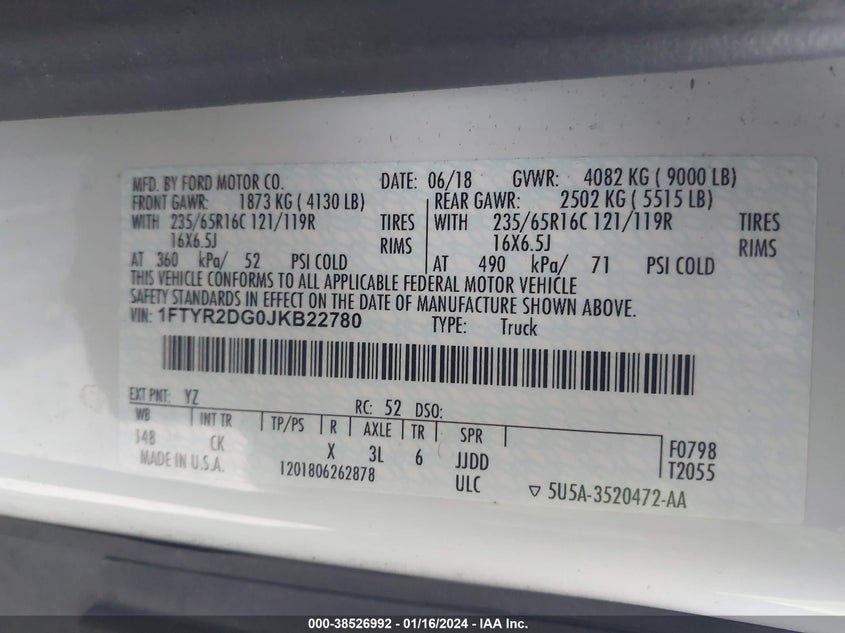 MFD. BY FORD MOTOR CO. DATE: 06/18 GVWR: 4082 KG ( 9000 LB)
FRONT GAWR: 1873 KG ( 4130 LB) REAR GAWR: 2502 KG ( 5515 LB)
WITH 235/65R16C 121/119R TIRES WITH 235/65R16C 121/119R TIRES
16X6.5J RIMS 16X6.5J RIMS
AT 360 kPa/ 52 PSI COLD AT 490 kPa/ 71 PSI COLD
THIS VEHICLE CONFORMS TO ALL APPLICABLE FEDERAL MOTOR VEHICLE
SAFETY STANDARDS IN EFFECT ON THE DATE OF MANUFACTURE SHOWN ABOVE.
VIN: 1FTYR2DG0JKB22780 TYPE: Truck
EXT PNT: YZ RC: 52 DSO:
WB INT TR TP/PS R AXLE TR SPR F0798
148 CK X 3L 6 JJDD T2055
MADE IN U.S.A. 1201806262878 ULC ▽ 5U5A-3520472-AA
000-38526992 - 01/16/2024 - IAA Inc.